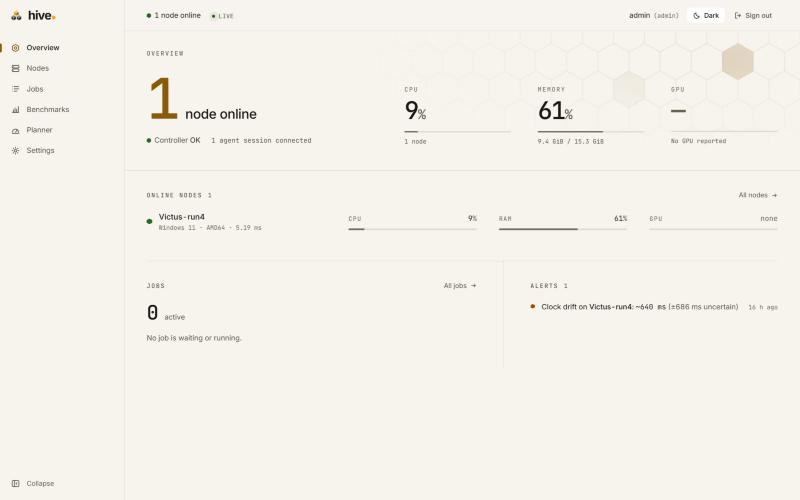 hive.
1 node online
LIVE
admin (admin)
Dark
Sign out
Overview
Nodes
Jobs
Benchmarks
Planner
Settings
Collapse
OVERVIEW
1 node online
Controller OK 1 agent session connected
CPU
9%
1 node
MEMORY
61%
9.4 GiB / 15.3 GiB
GPU
—
No GPU reported
ONLINE NODES 1
All nodes →
Victus-run4
Windows 11 · AMD64 · 5.19 ms
CPU 9%
RAM 61%
GPU none
JOBS
All jobs →
0 active
No job is waiting or running.
ALERTS 1
Clock drift on Victus-run4: ~640 ms (±686 ms uncertain) 16 h ago